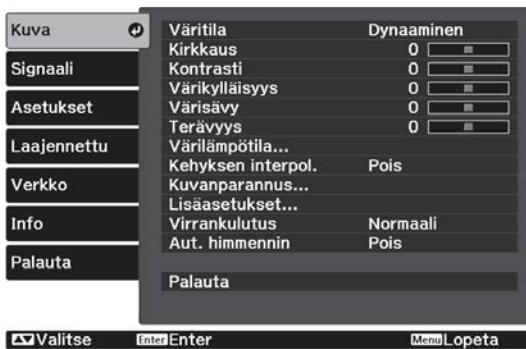 Kuva
Signaali
Asetukset
Laajennettu
Verkko
Info
Palauta
Väritila Dynaaminen
Kirkkaus 0
Kontrasti 0
Värikylläisyys 0
Värisävy 0
Terävyys 0
Värilämpötila...
Kehyksen interpol. Pois
Kuvanparannus...
Lisäasetukset...
Virrankulutus Normaali
Aut. himmennin Pois
Palauta
Valitse Enter Enter Menu Lopeta